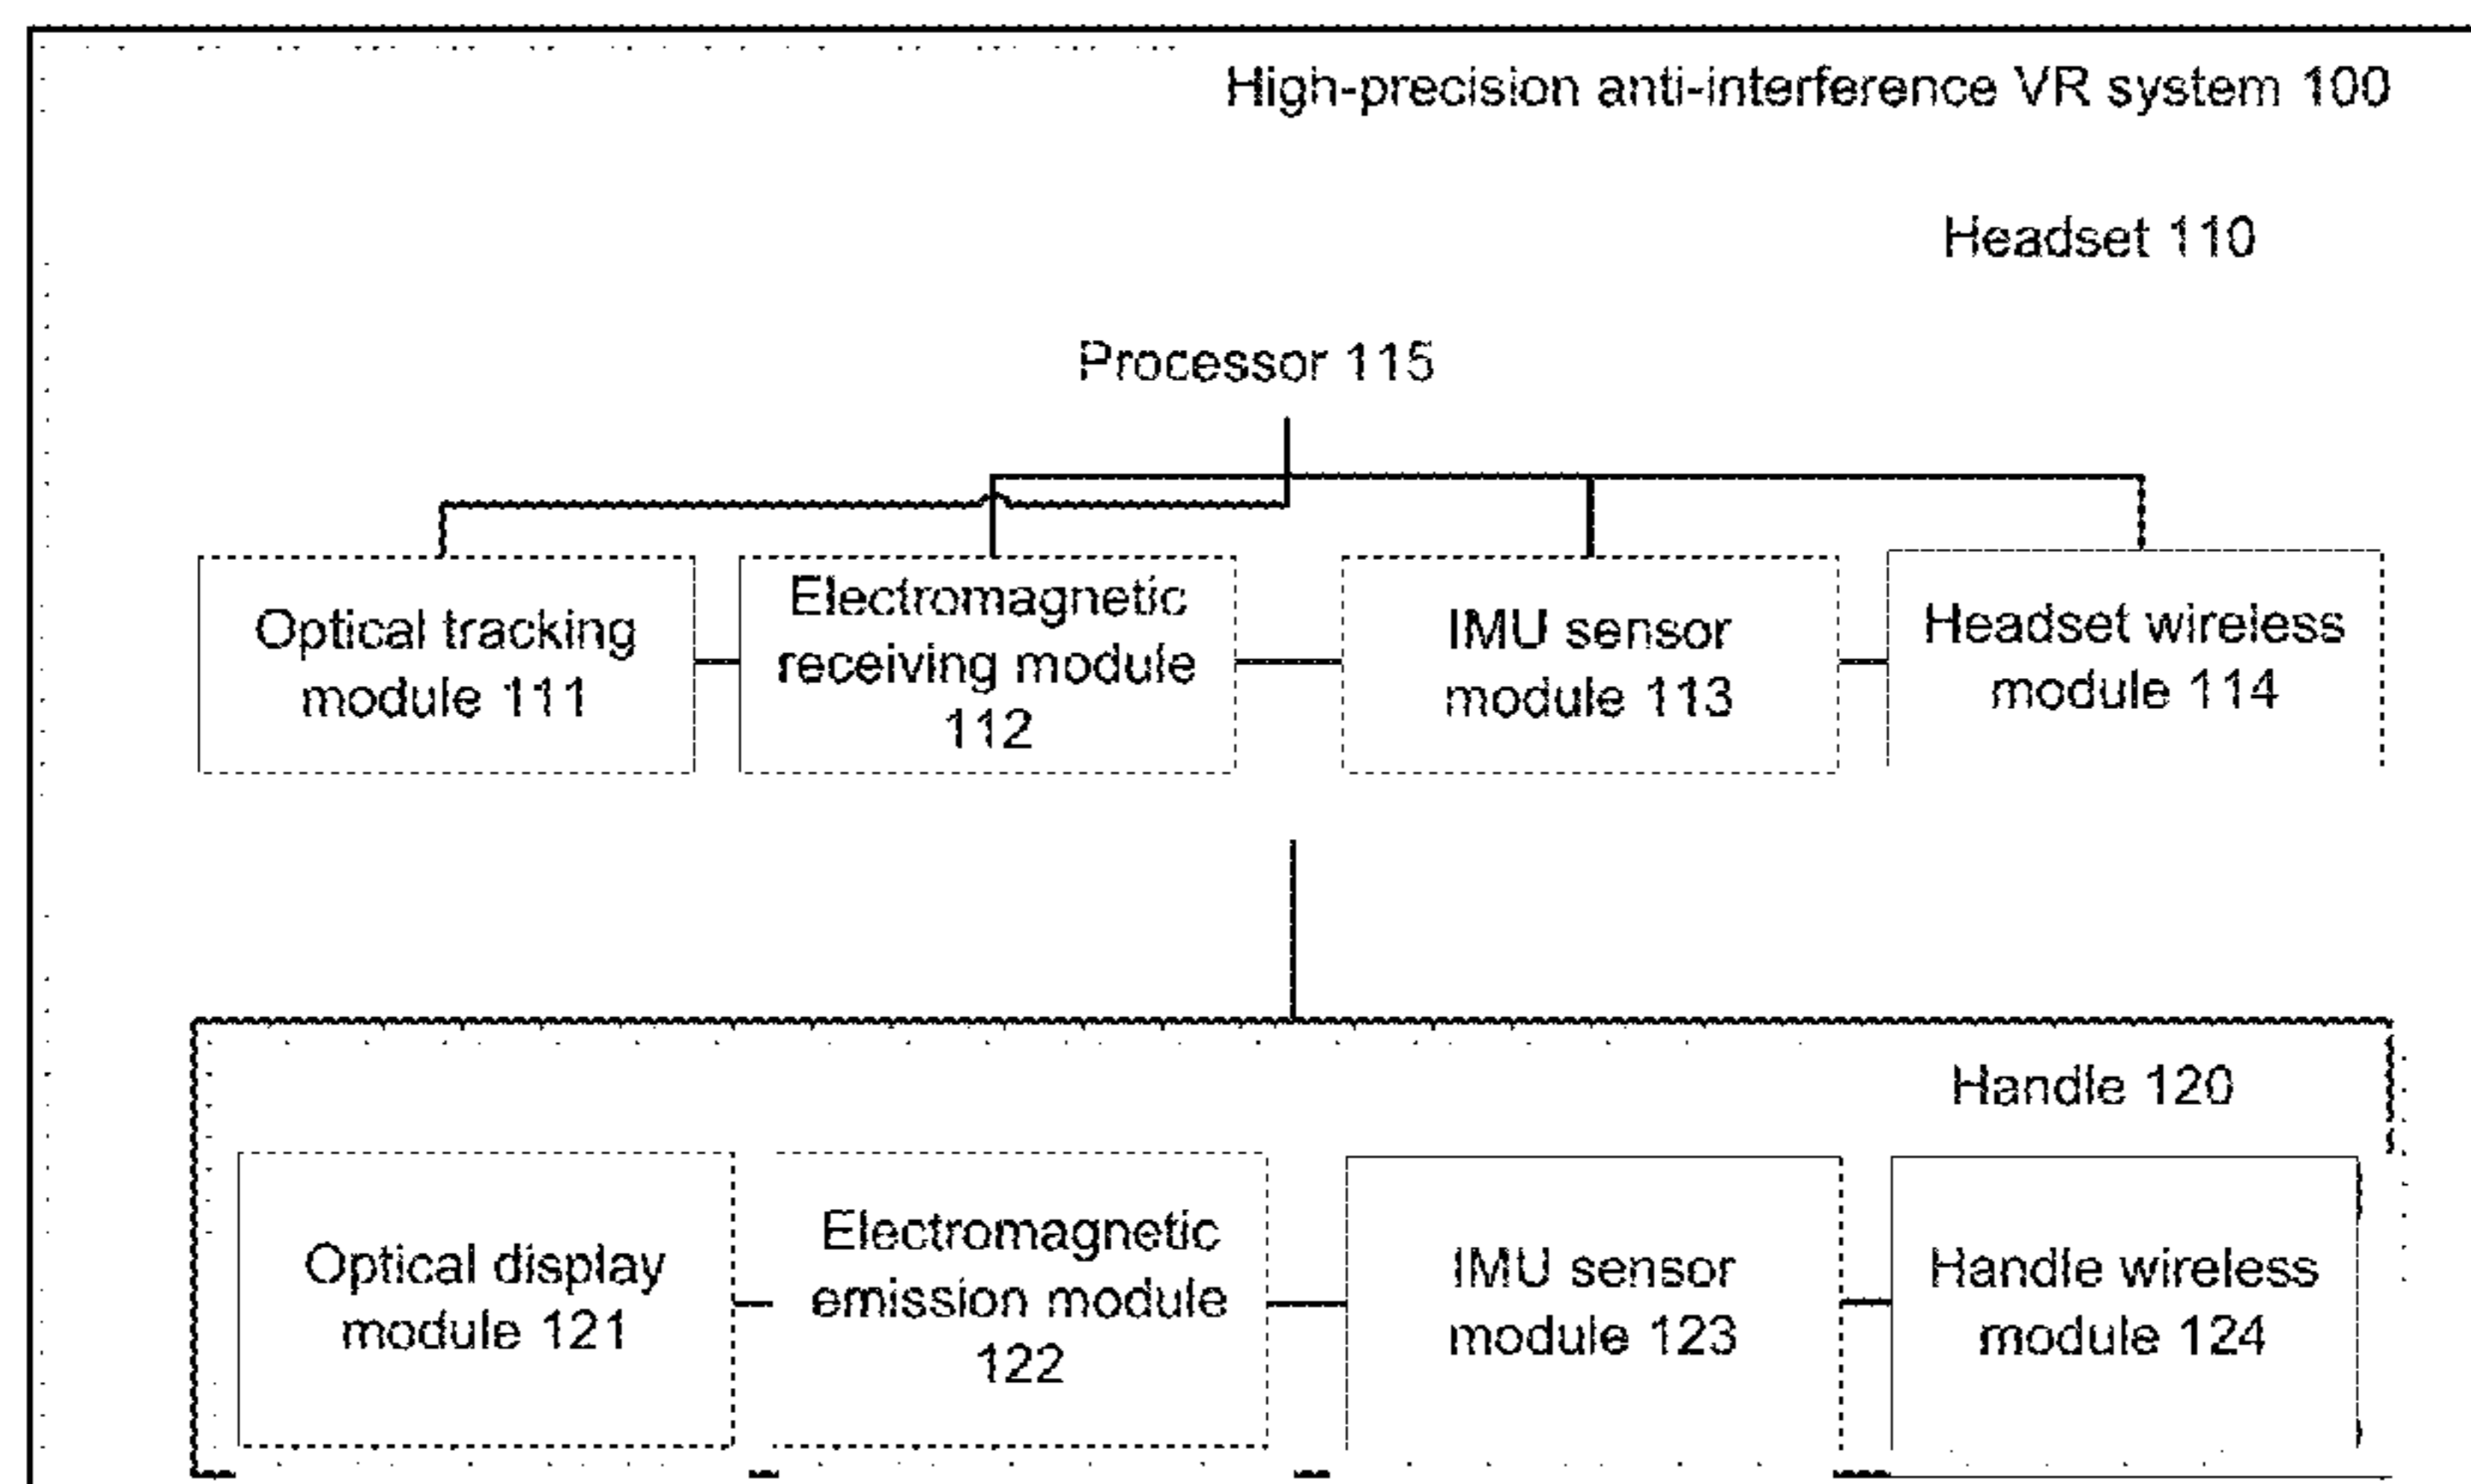 High-precision anti-interference VR system 100
Headset 110
Processor 115
Optical tracking
module 111
Electromagnetic
receiving module
112
IMU sensor
module 113
Headset wireless
module 114
Handle 120
Optical display
module 121
Electromagnetic
emission module
122
IMU sensor
module 123
Handle wireless
module 124